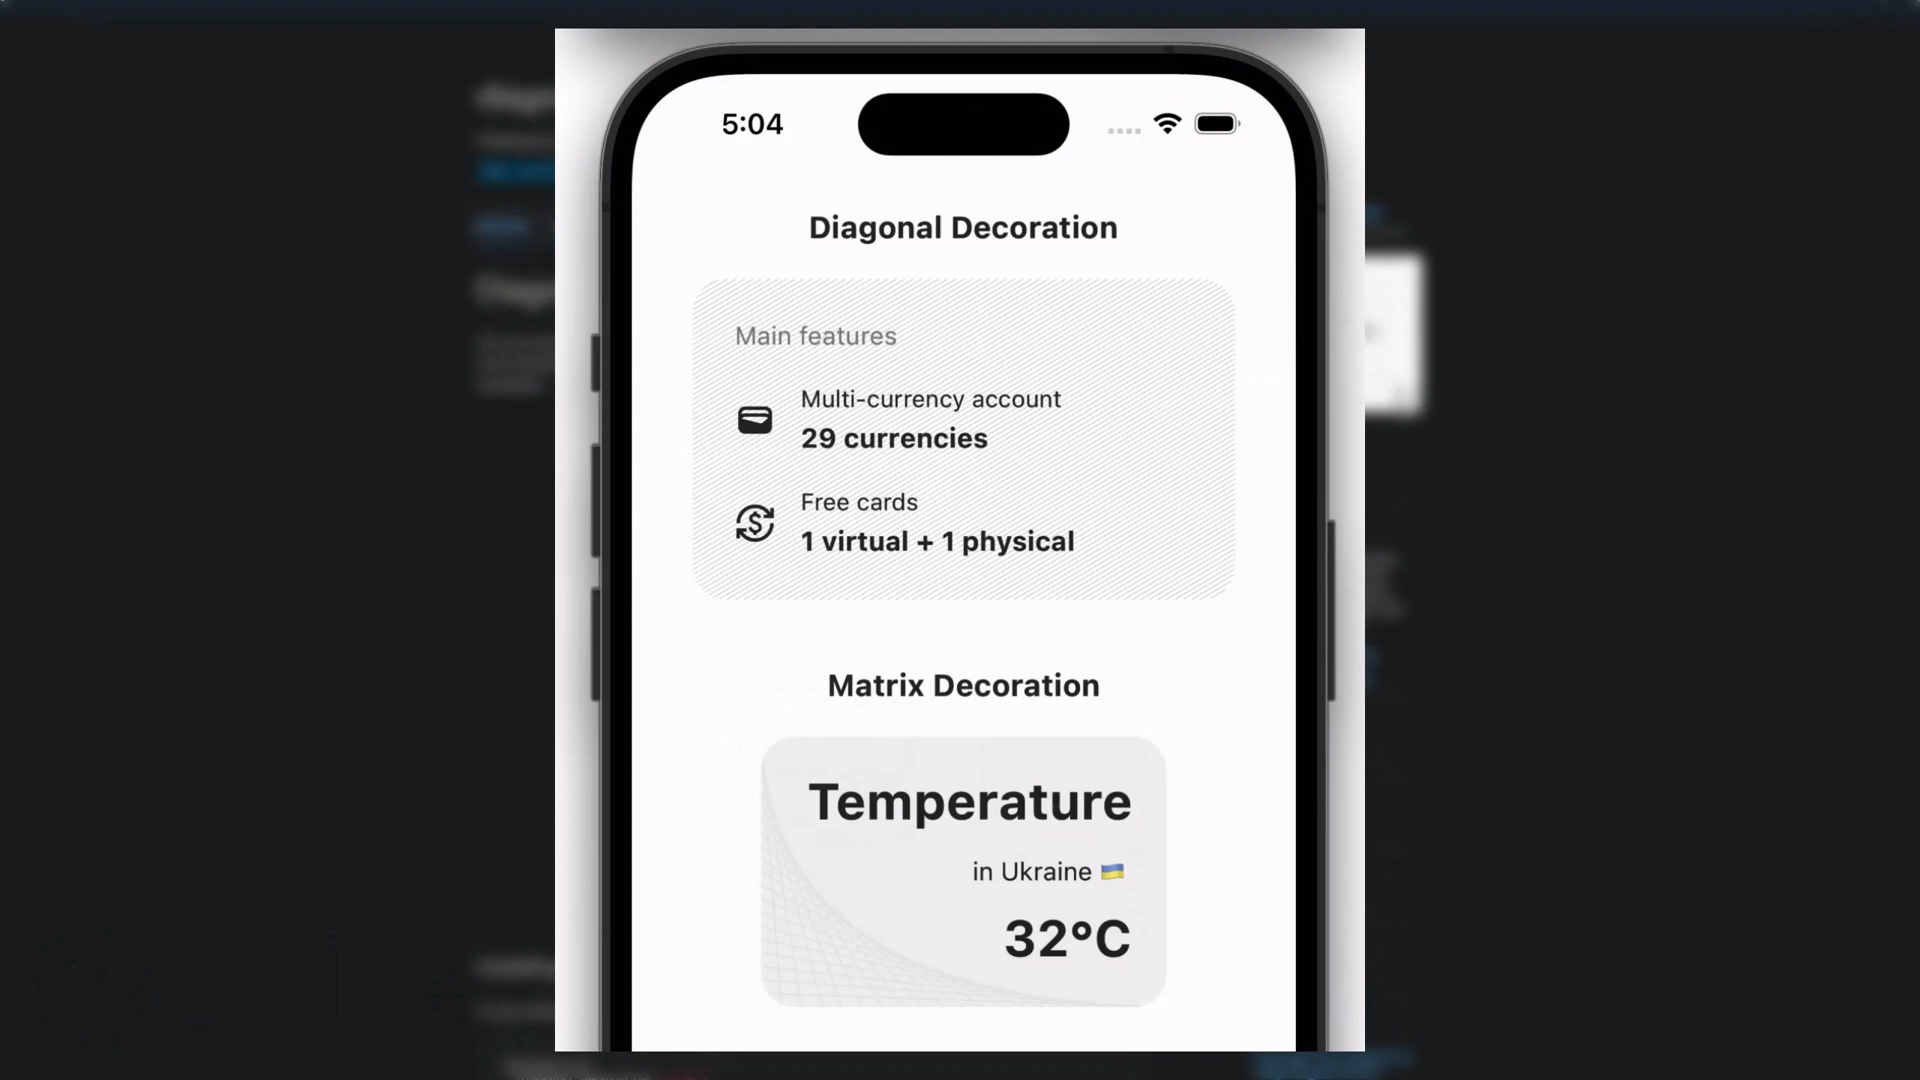 5:04
Diagonal Decoration
Main features
Multi-currency account
29 currencies
Free cards
1 virtual + 1 physical
Matrix Decoration
Temperature
in Ukraine 🇺🇦
32°C